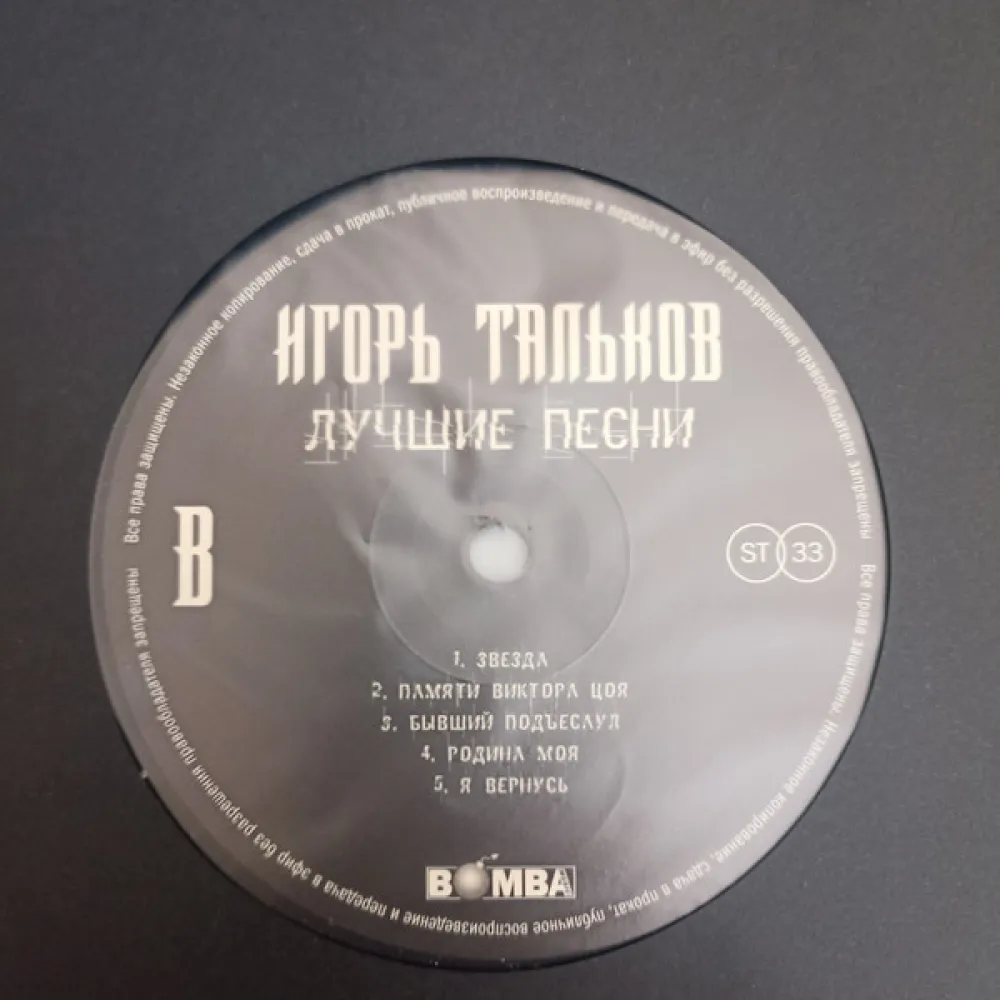 ИГОРЬ ТАЛЬКОВ
ЛУЧШИЕ ПЕСНИ
B
ST 33
1. ЗВЕЗДА
2. ПАМЯТИ ВИКТОРА ЦОЯ
3. БЫВШИЙ ПОДЪЕСАУЛ
4. РОДИНА МОЯ
5. Я ВЕРНУСЬ
BOMBA
Все права защищены. Незаконное копирование, сдача в прокат, публичное воспроизведение и передача в эфир без разрешения правообладателя запрещены
Все права защищены. Незаконное копирование, сдача в прокат, публичное воспроизведение и передача в эфир без разрешения правообладателя запрещены